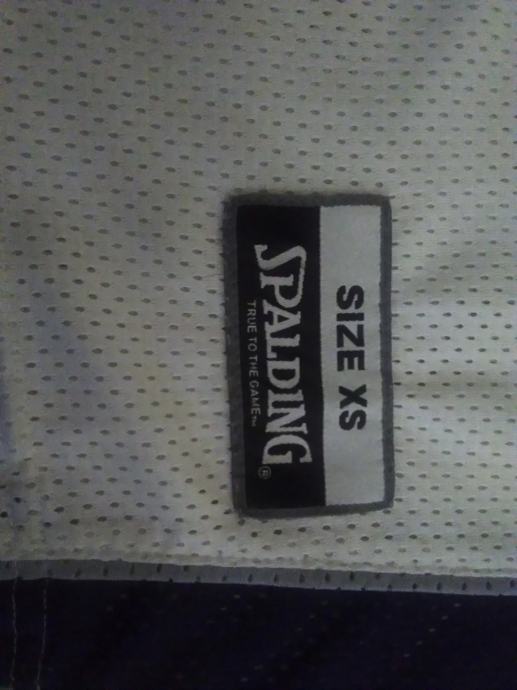 SIZE XS
SPALDING®
TRUE TO THE GAME™